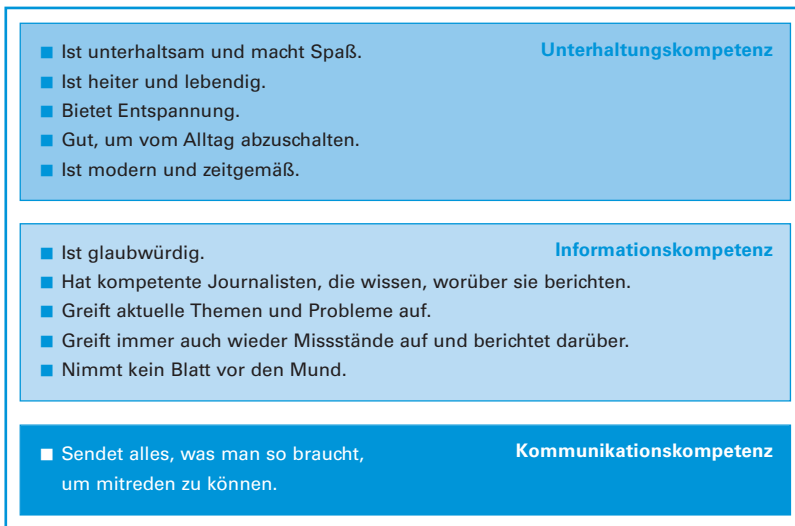 ■ Ist unterhaltsam und macht Spaß. Unterhaltungskompetenz
■ Ist heiter und lebendig.
■ Bietet Entspannung.
■ Gut, um vom Alltag abzuschalten.
■ Ist modern und zeitgemäß.
■ Ist glaubwürdig. Informationskompetenz
■ Hat kompetente Journalisten, die wissen, worüber sie berichten.
■ Greift aktuelle Themen und Probleme auf.
■ Greift immer auch wieder Missstände auf und berichtet darüber.
■ Nimmt kein Blatt vor den Mund.
■ Sendet alles, was man so braucht, Kommunikationskompetenz
um mitreden zu können.